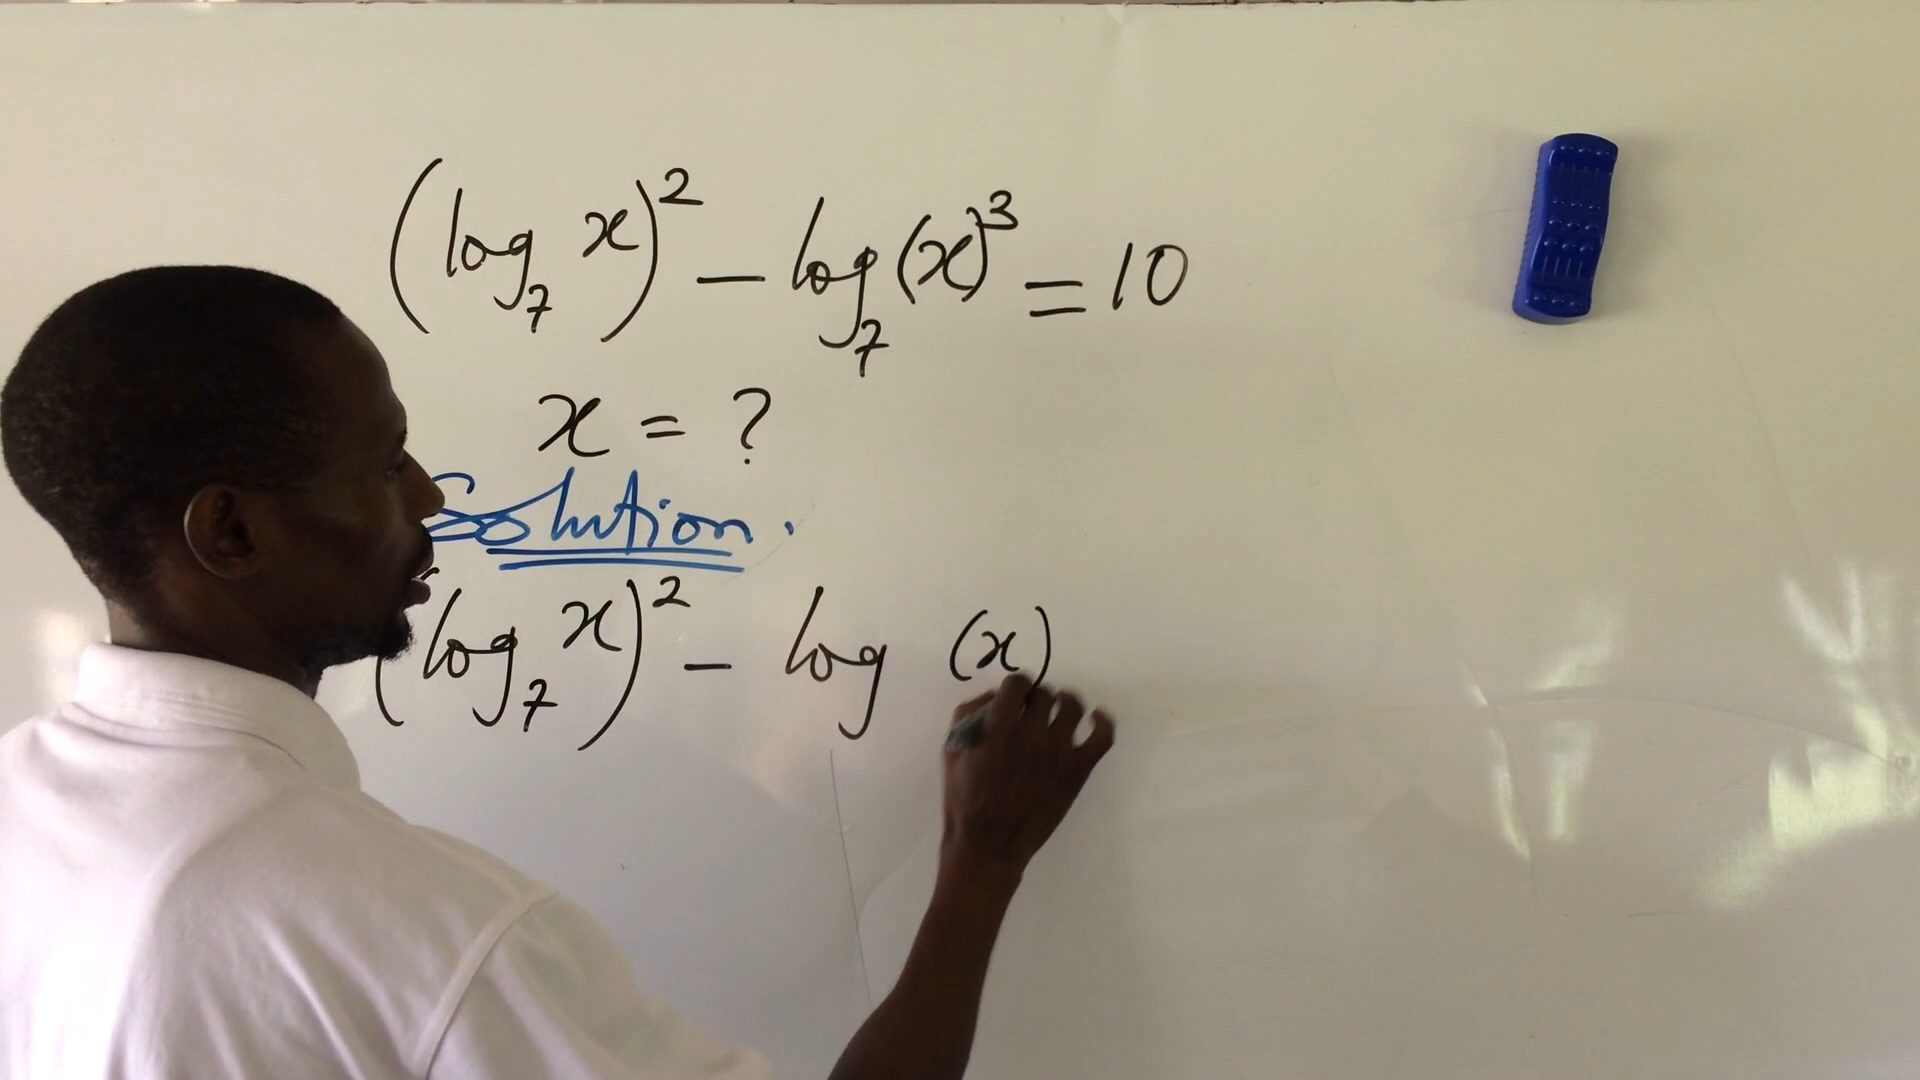 (log₇ x)² - log₇(x)³ = 10
x = ?
Solution.
(log₇ x)² - log (x)